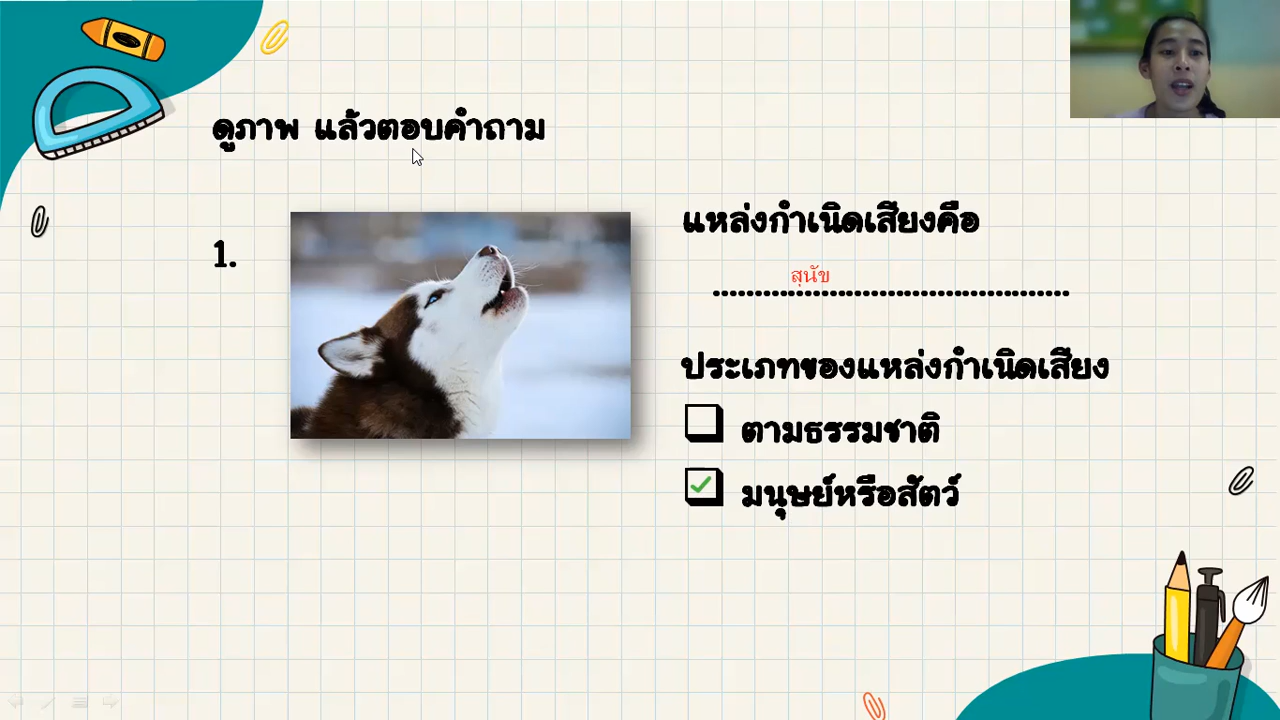 ดูภาพ แล้วตอบคำถาม
1.
แหล่งกำเนิดเสียงคือ
สุนัข
ประเภทของแหล่งกำเนิดเสียง
ตามธรรมชาติ
มนุษย์หรือสัตว์